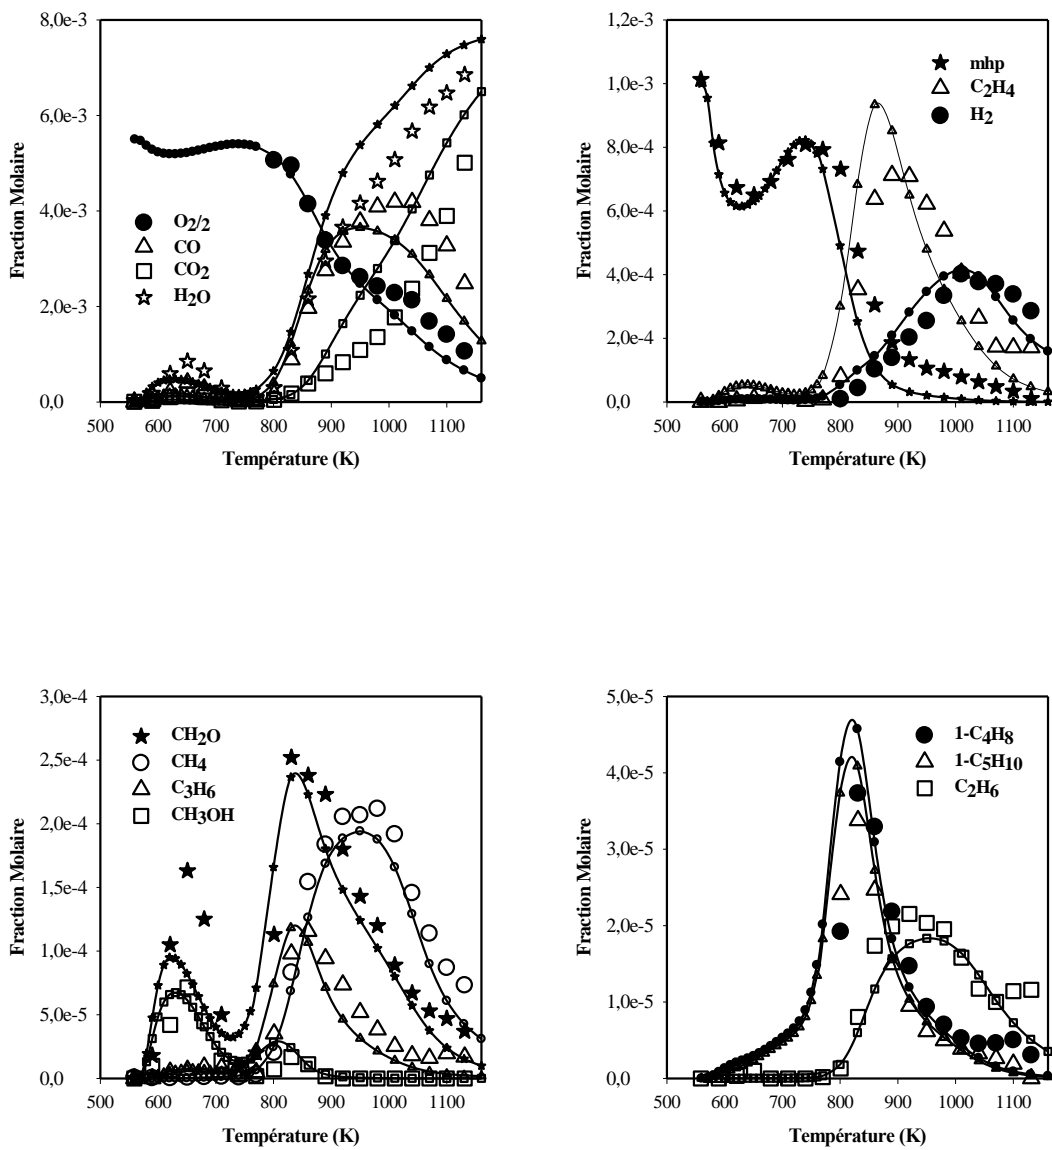 8,0e-3
6,0e-3
4,0e-3
2,0e-3
0,0
Fraction Molaire
O2/2
CO
CO2
H2O
500 600 700 800 900 1000 1100
Température (K)
1,2e-3
1,0e-3
8,0e-4
6,0e-4
4,0e-4
2,0e-4
0,0
Fraction Molaire
mhp
C2H4
H2
500 600 700 800 900 1000 1100
Température (K)
3,0e-4
2,5e-4
2,0e-4
1,5e-4
1,0e-4
5,0e-5
0,0
Fraction Molaire
CH2O
CH4
C3H6
CH3OH
500 600 700 800 900 1000 1100
Température (K)
5,0e-5
4,0e-5
3,0e-5
2,0e-5
1,0e-5
0,0
Fraction Molaire
1-C4H8
1-C5H10
C2H6
500 600 700 800 900 1000 1100
Température (K)